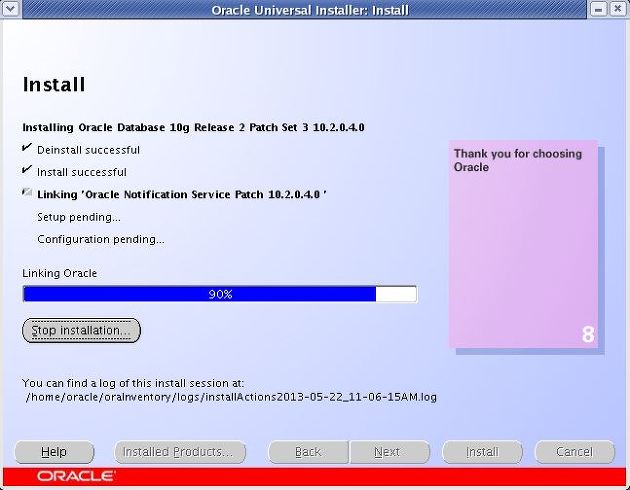 Oracle Universal Installer: Install
Install
Installing Oracle Database 10g Release 2 Patch Set 3 10.2.0.4.0
Deinstall successful
Install successful
Linking 'Oracle Notification Service Patch 10.2.0.4.0 '
Setup pending...
Configuration pending...
Thank you for choosing
Oracle
Linking Oracle
90%
Stop installation...
8
You can find a log of this install session at:
/home/oracle/oraInventory/logs/installActions2013-05-22_11-06-15AM.log
Help Installed Products... Back Next Install Cancel
ORACLE